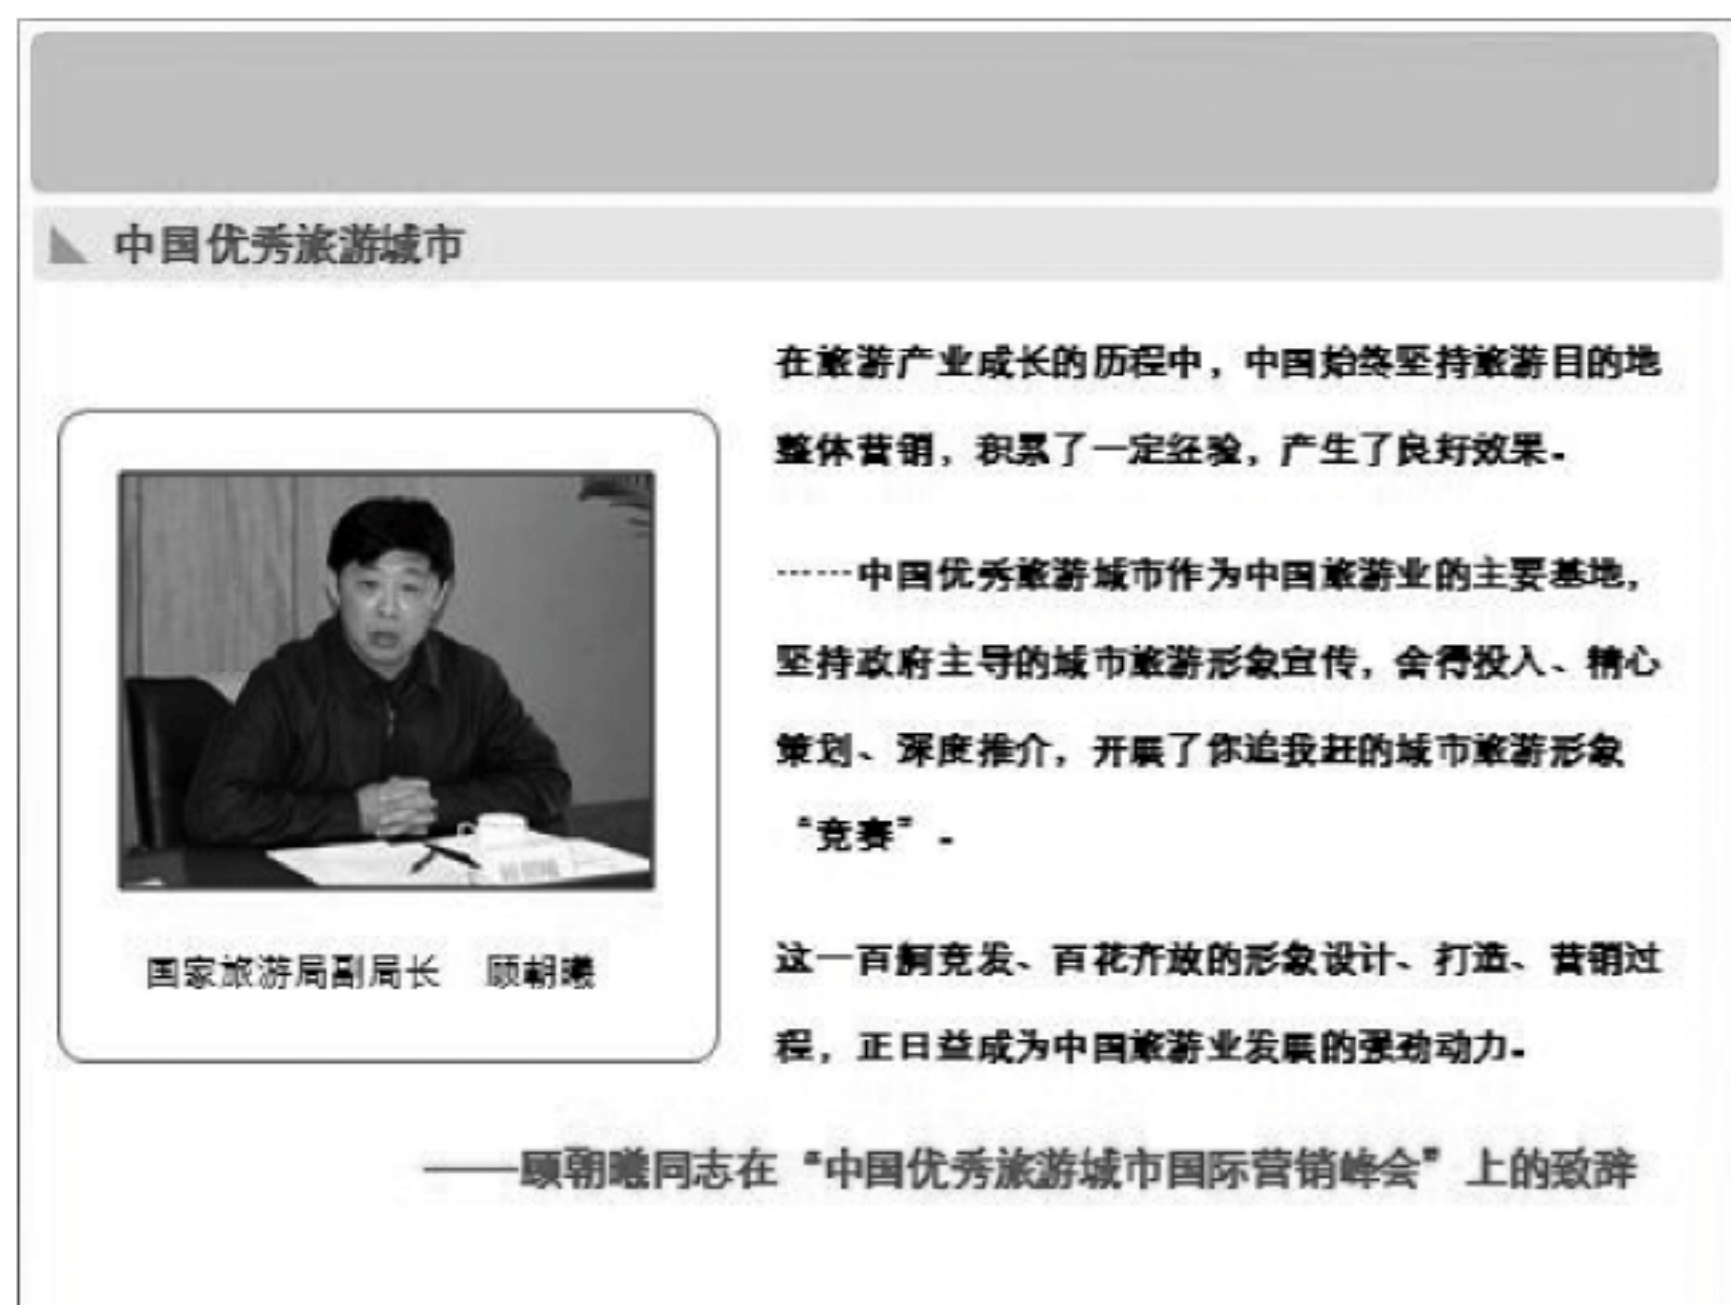 中国优秀旅游城市
在旅游产业成长的历程中，中国始终坚持旅游目的地
整体营销，积累了一定经验，产生了良好效果。
……中国优秀旅游城市作为中国旅游业的主要基地，
坚持政府主导的城市旅游形象宣传，舍得投入、精心
策划、深度推介，开展了你追我赶的城市旅游形象
“竞赛”。
国家旅游局副局长 顾朝曦
这一百舸竞发、百花齐放的形象设计、打造、营销过
程，正日益成为中国旅游业发展的强劲动力。
——顾朝曦同志在“中国优秀旅游城市国际营销峰会”上的致辞